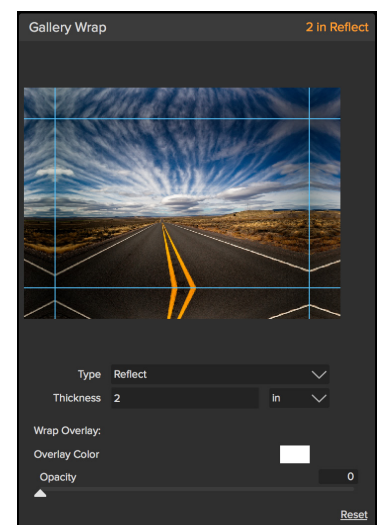 Gallery Wrap 2 in Reflect
Type Reflect
Thickness 2 in
Wrap Overlay:
Overlay Color
Opacity 0
Reset